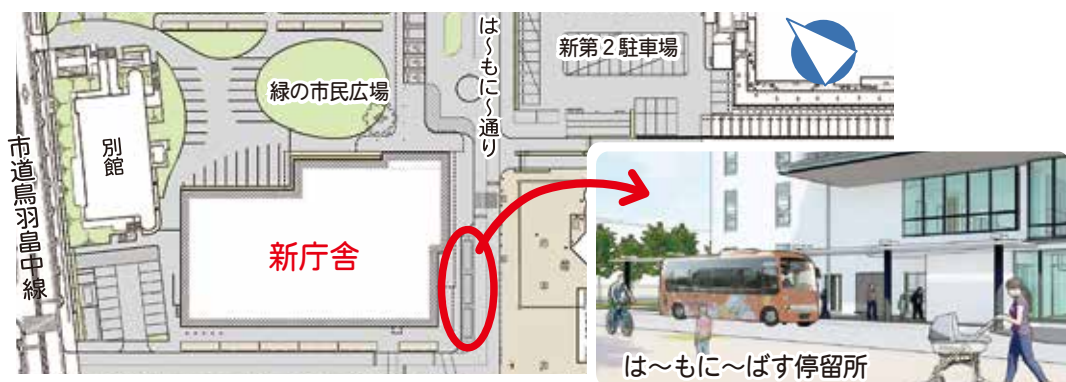 は～もに～通り
新第２駐車場
緑の市民広場
別館
市道鳥羽畠中線
新庁舎
は～もに～ばす停留所